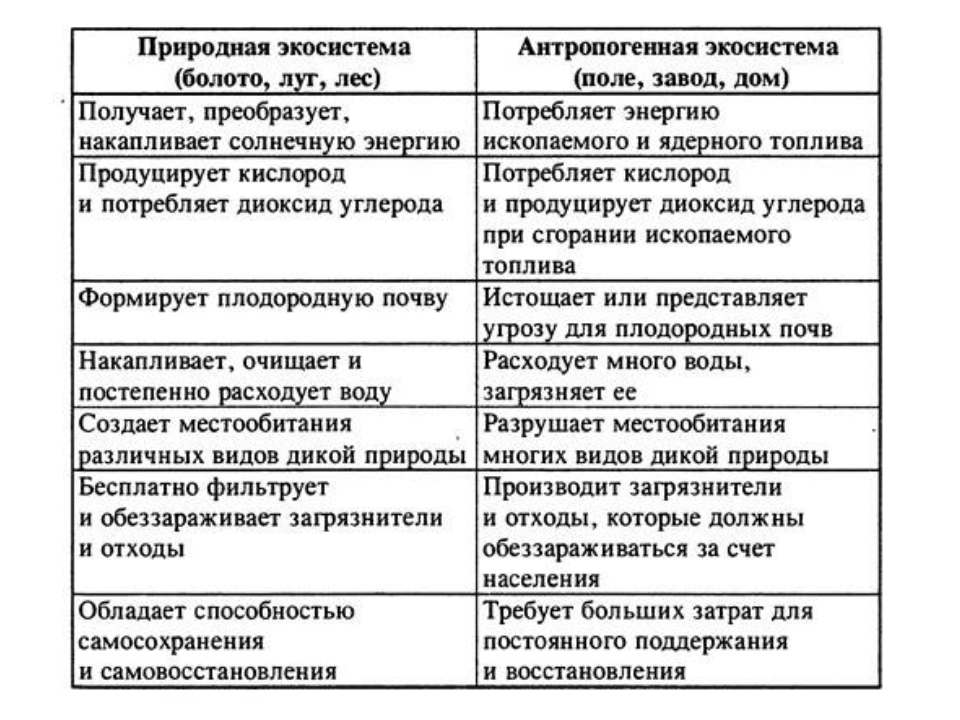 Природная экосистема
(болото, луг, лес)
Антропогенная экосистема
(поле, завод, дом)
Получает, преобразует,
накапливает солнечную энергию
Потребляет энергию
ископаемого и ядерного топлива
Продуцирует кислород
и потребляет диоксид углерода
Потребляет кислород
и продуцирует диоксид углерода
при сгорании ископаемого
топлива
Формирует плодородную почву
Истощает или представляет
угрозу для плодородных почв
Накапливает, очищает и
постепенно расходует воду
Расходует много воды,
загрязняет ее
Создает местообитания
различных видов дикой природы
Разрушает местообитания
многих видов дикой природы
Бесплатно фильтрует
и обеззараживает загрязнители
и отходы
Производит загрязнители
и отходы, которые должны
обеззараживаться за счет
населения
Обладает способностью
самосохранения
и самовосстановления
Требует больших затрат для
постоянного поддержания
и восстановления